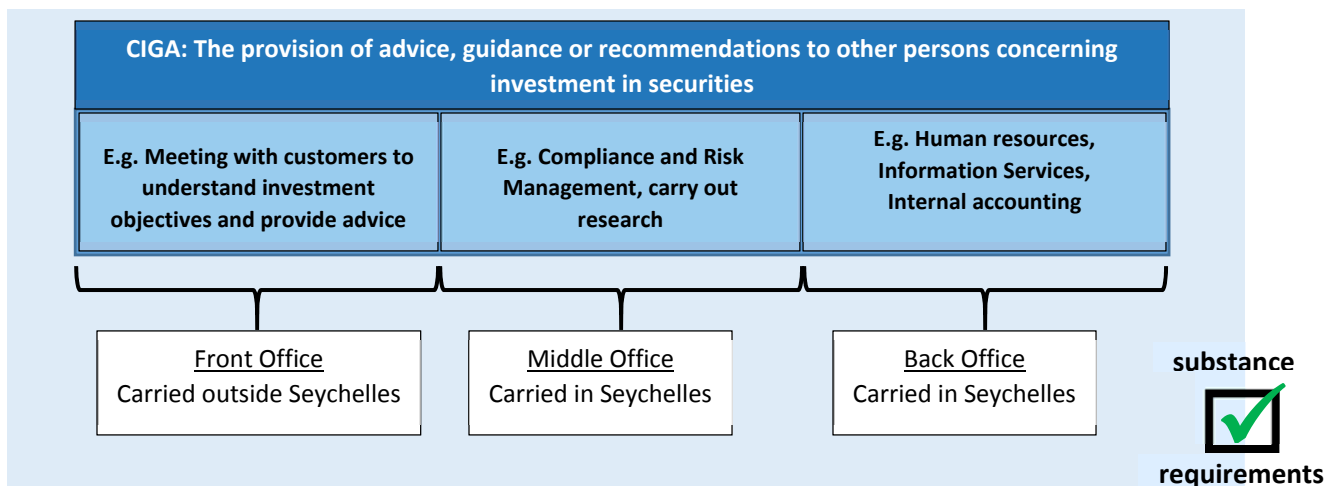 CIGA: The provision of advice, guidance or recommendations to other persons concerning
investment in securities
E.g. Meeting with customers to
understand investment
objectives and provide advice
E.g. Compliance and Risk
Management, carry out
research
E.g. Human resources,
Information Services,
Internal accounting
Front Office
Carried outside Seychelles
Middle Office
Carried in Seychelles
Back Office
Carried in Seychelles
substance
requirements